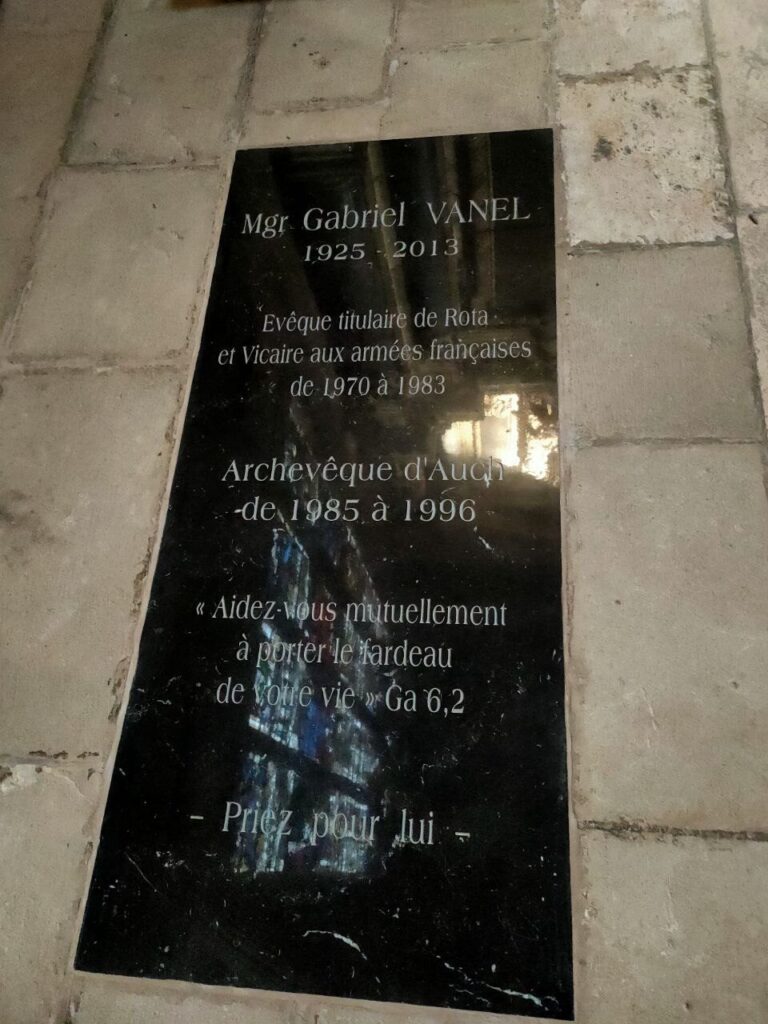 Mgr Gabriel VANEL
1925 - 2013
Evêque titulaire de Rota
et Vicaire aux armées françaises
de 1970 à 1983
Archevêque d'Auch
de 1985 à 1996
« Aidez-vous mutuellement
à porter le fardeau
de votre vie » Ga 6,2
- Priez pour lui -